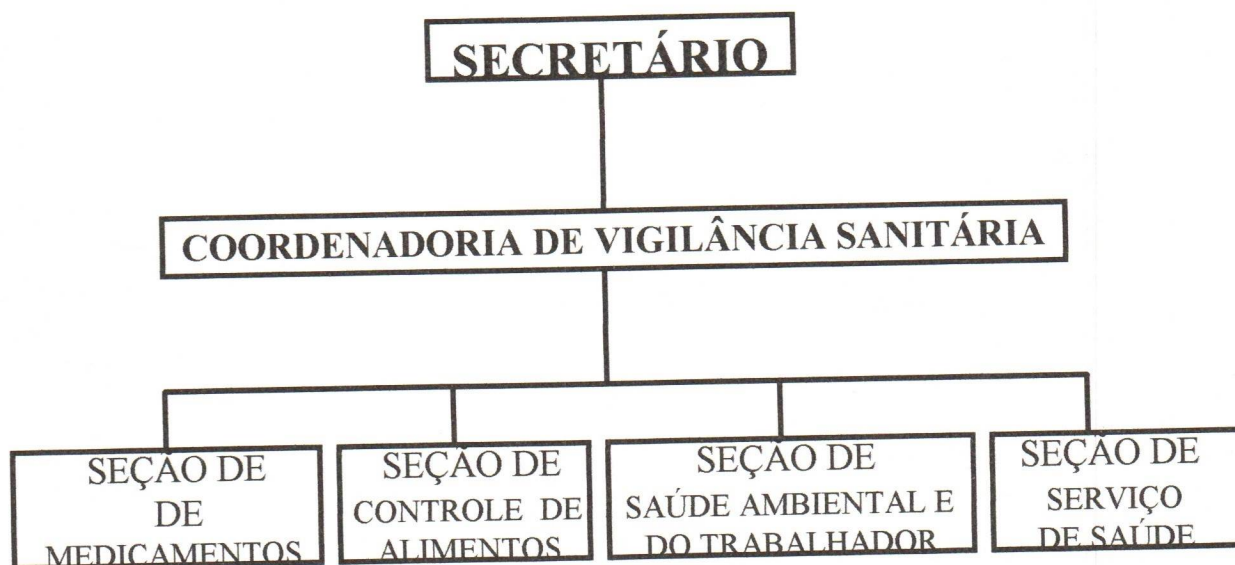 SECRETÁRIO
COORDENADORIA DE VIGILÂNCIA SANITÁRIA
SEÇÃO DE
DE
MEDICAMENTOS
SEÇÃO DE
CONTROLE DE
ALIMENTOS
SEÇÃO DE
SAÚDE AMBIENTAL E
DO TRABALHADOR
SEÇÃO DE
SERVIÇO
DE SAÚDE